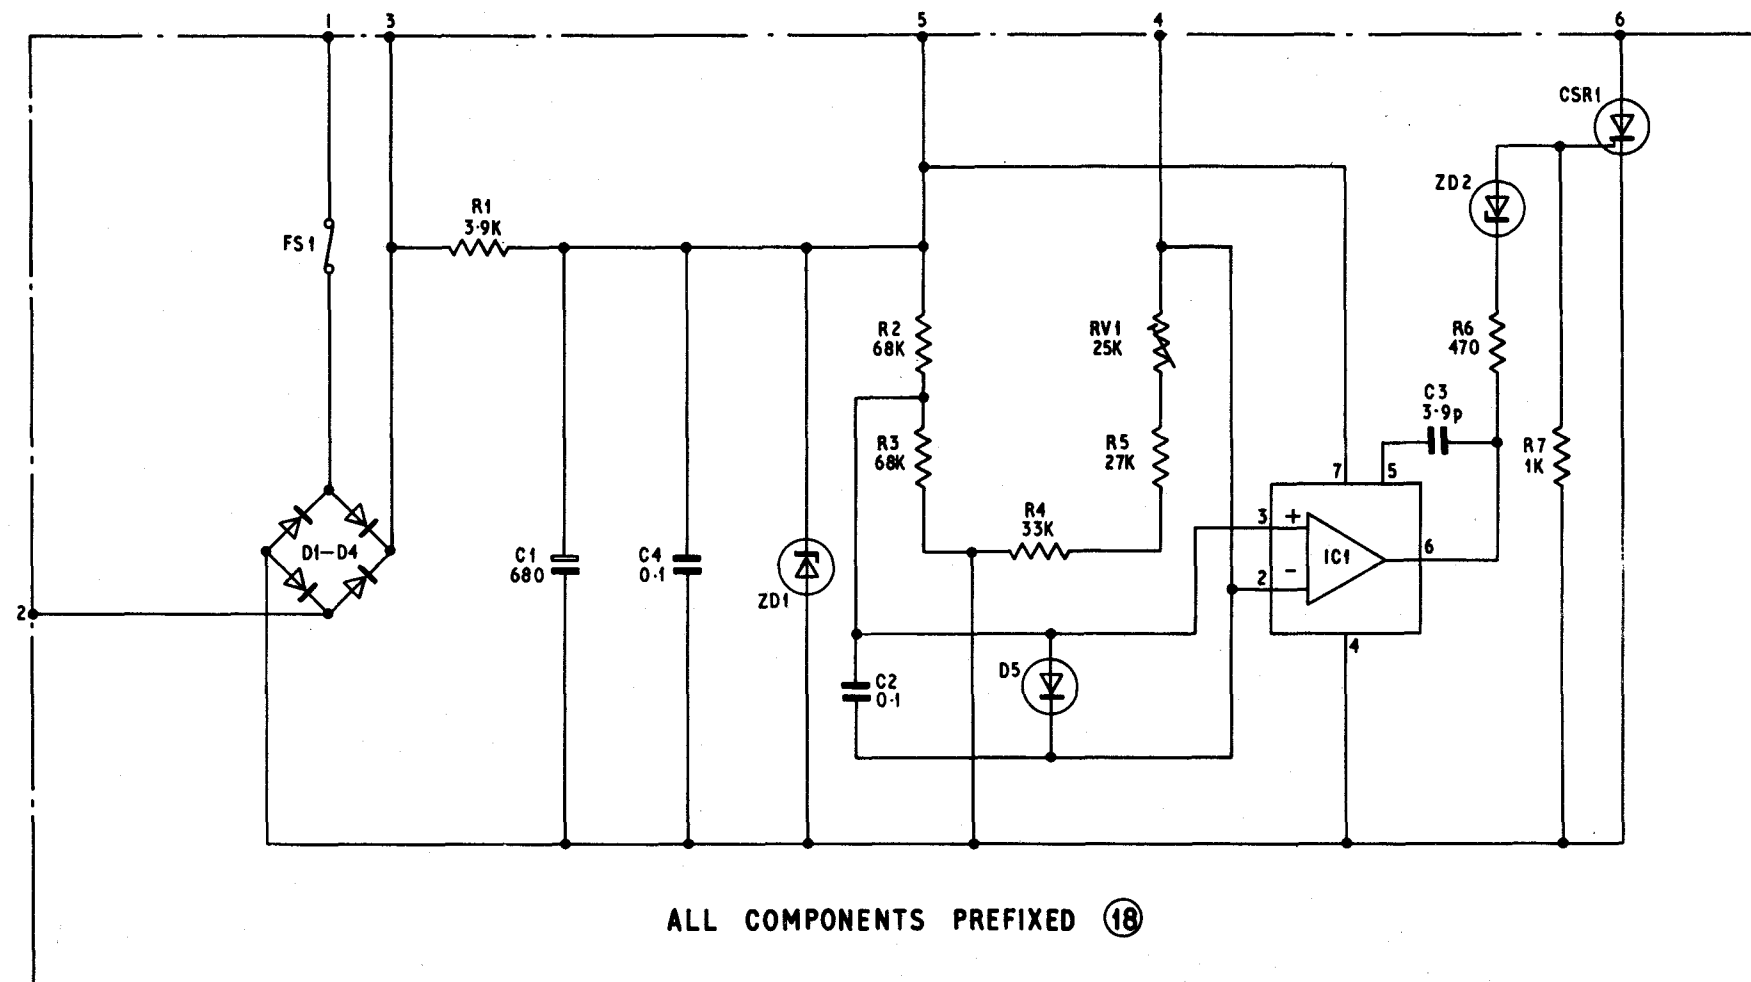 1 3 5 4 6
CSR1
ZD2
R1
3·9K
FS1
R2
68K
RV1
25K
R6
470
C3
3·9p
R3
68K
R5
27K
R7
1K
7 5
R4
33K
3 +
D1–D4
C1
680
C4
0·1
IC1
6
2 –
ZD1
2
4
D5
C2
0·1
ALL COMPONENTS PREFIXED 18